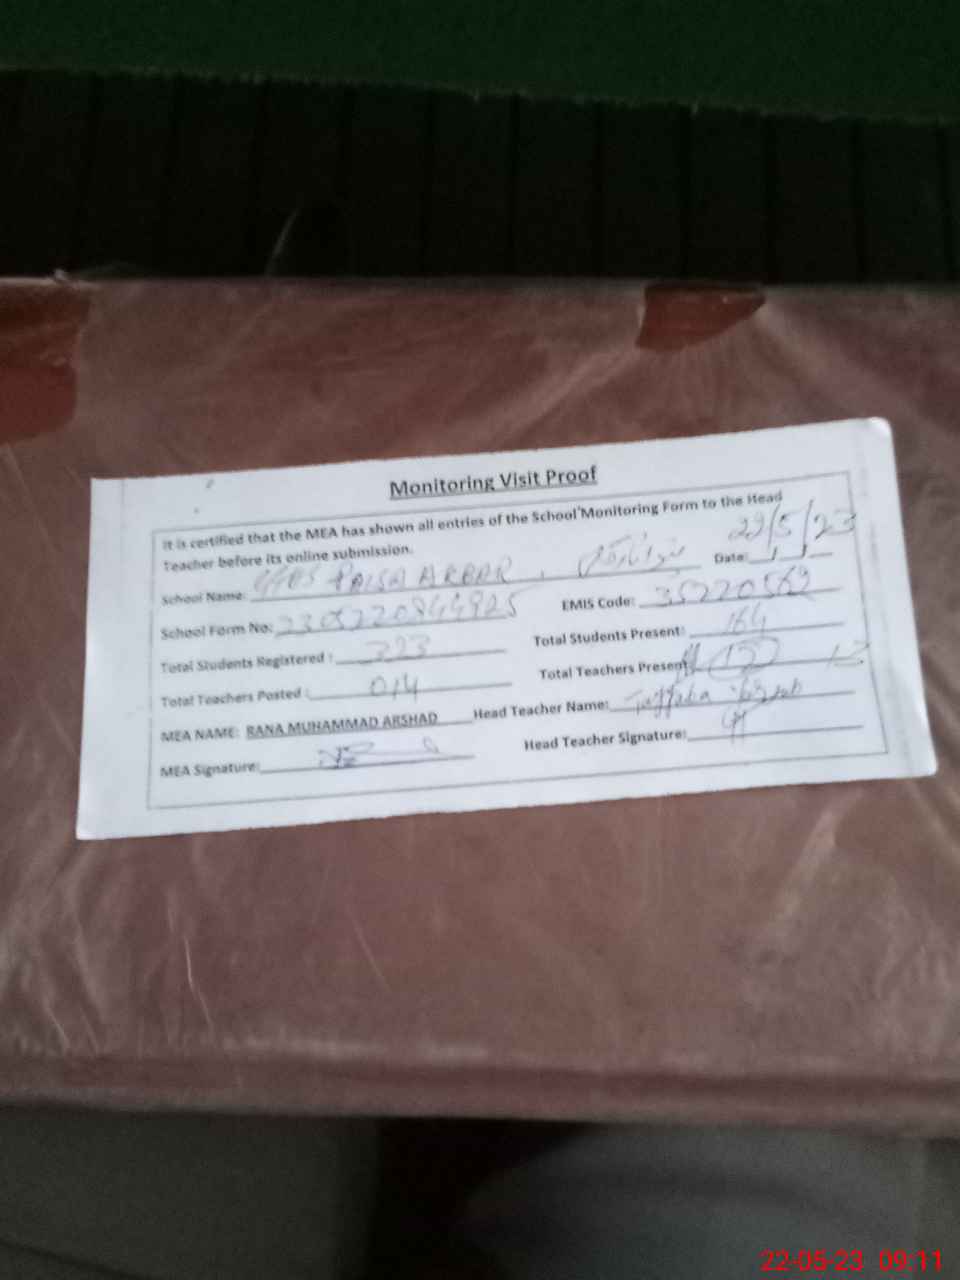 Monitoring Visit Proof
It is certified that the MEA has shown all entries of the School Monitoring Form to the Head
Teacher before its online submission.
Date: 22/5/23
School Name: PAISA AKBAR
School Form No: EMIS Code: 35220569
Total Students Registered : 323 Total Students Present: 164
Total Teachers Posted : 014 Total Teachers Present:
MEA NAME: RANA MUHAMMAD ARSHAD Head Teacher Name:
MEA Signature: Head Teacher Signature:
22-05-23 09:11